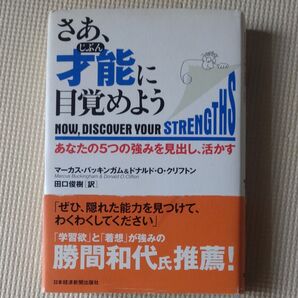 さあ、
才能に
じぶん
目覚めよう
NOW, DISCOVER YOUR STRENGTHS
あなたの5つの強みを見出し、活かす
マーカス・バッキンガム&ドナルド・O・クリフトン
Marcus Buckingham & Donald O. Clifton
田口俊樹[訳]
「ぜひ、隠れた能力を見つけて、
わくわくしてください」
「学習欲」と「着想」が強みの
勝間和代氏推薦!
日本経済新聞出版社